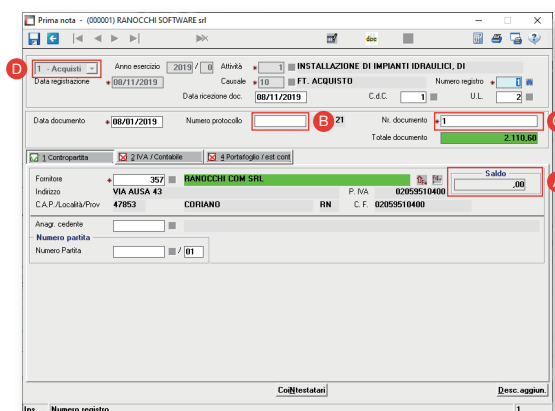 Prima nota - (000001) RANOCCHI SOFTWARE srl
doc
D 1 - Acquisti Anno esercizio 2019 / 0 Attività * 1 INSTALLAZIONE DI IMPIANTI IDRAULICI, DI
Data registrazione * 08/11/2019 Causale * 10 FT. ACQUISTO Numero registro * 1
Data ricezione doc. 08/11/2019 C.d.C. 1 U.L. 2
Data documento * 08/01/2019 Numero protocollo B 21 Nr. documento * 1
Totale documento 2.110,60
1 Contropartita 2 IVA / Contabile 4 Portafoglio / est cont
Fornitore * 357 RANOCCHI COM SRL Saldo
Indirizzo VIA AUSA 43 P. IVA 02059510400 ,00
C.A.P./Località/Prov 47853 CORIANO RN C. F. 02059510400
Anagr. cedente
Numero partita
Numero Partita / 01
CoiNtestatari Desc. aggiun.
Ins Numero registro 1